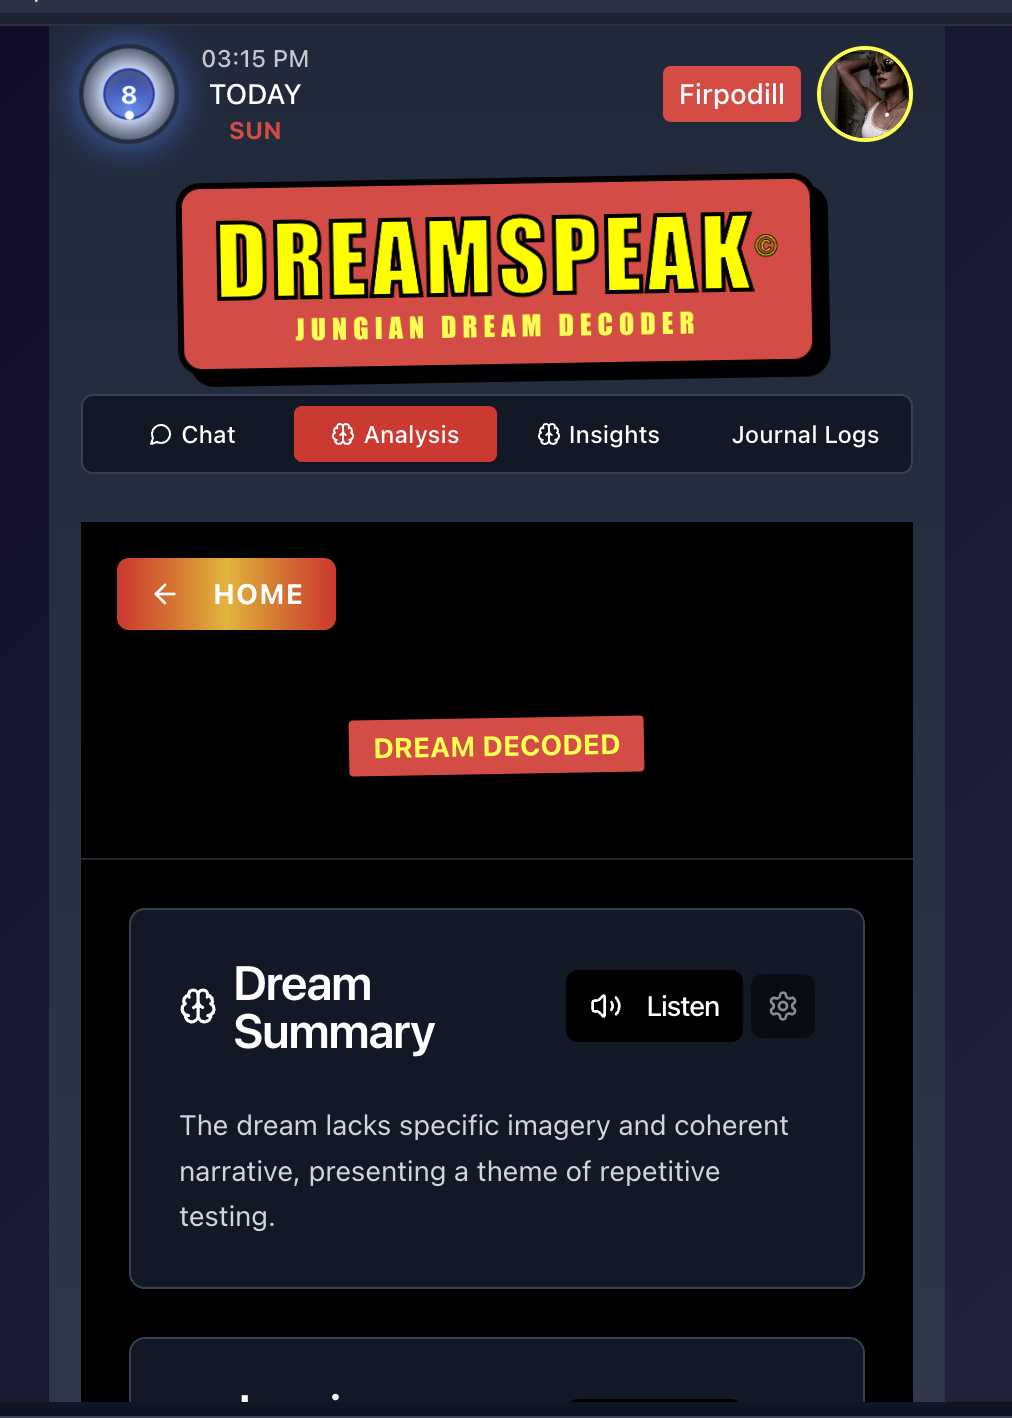 8
03:15 PM
TODAY
SUN
Firpodill
DREAMSPEAK©
JUNGIAN DREAM DECODER
Chat
Analysis
Insights
Journal Logs
HOME
DREAM DECODED
Dream
Summary
Listen
The dream lacks specific imagery and coherent
narrative, presenting a theme of repetitive
testing.